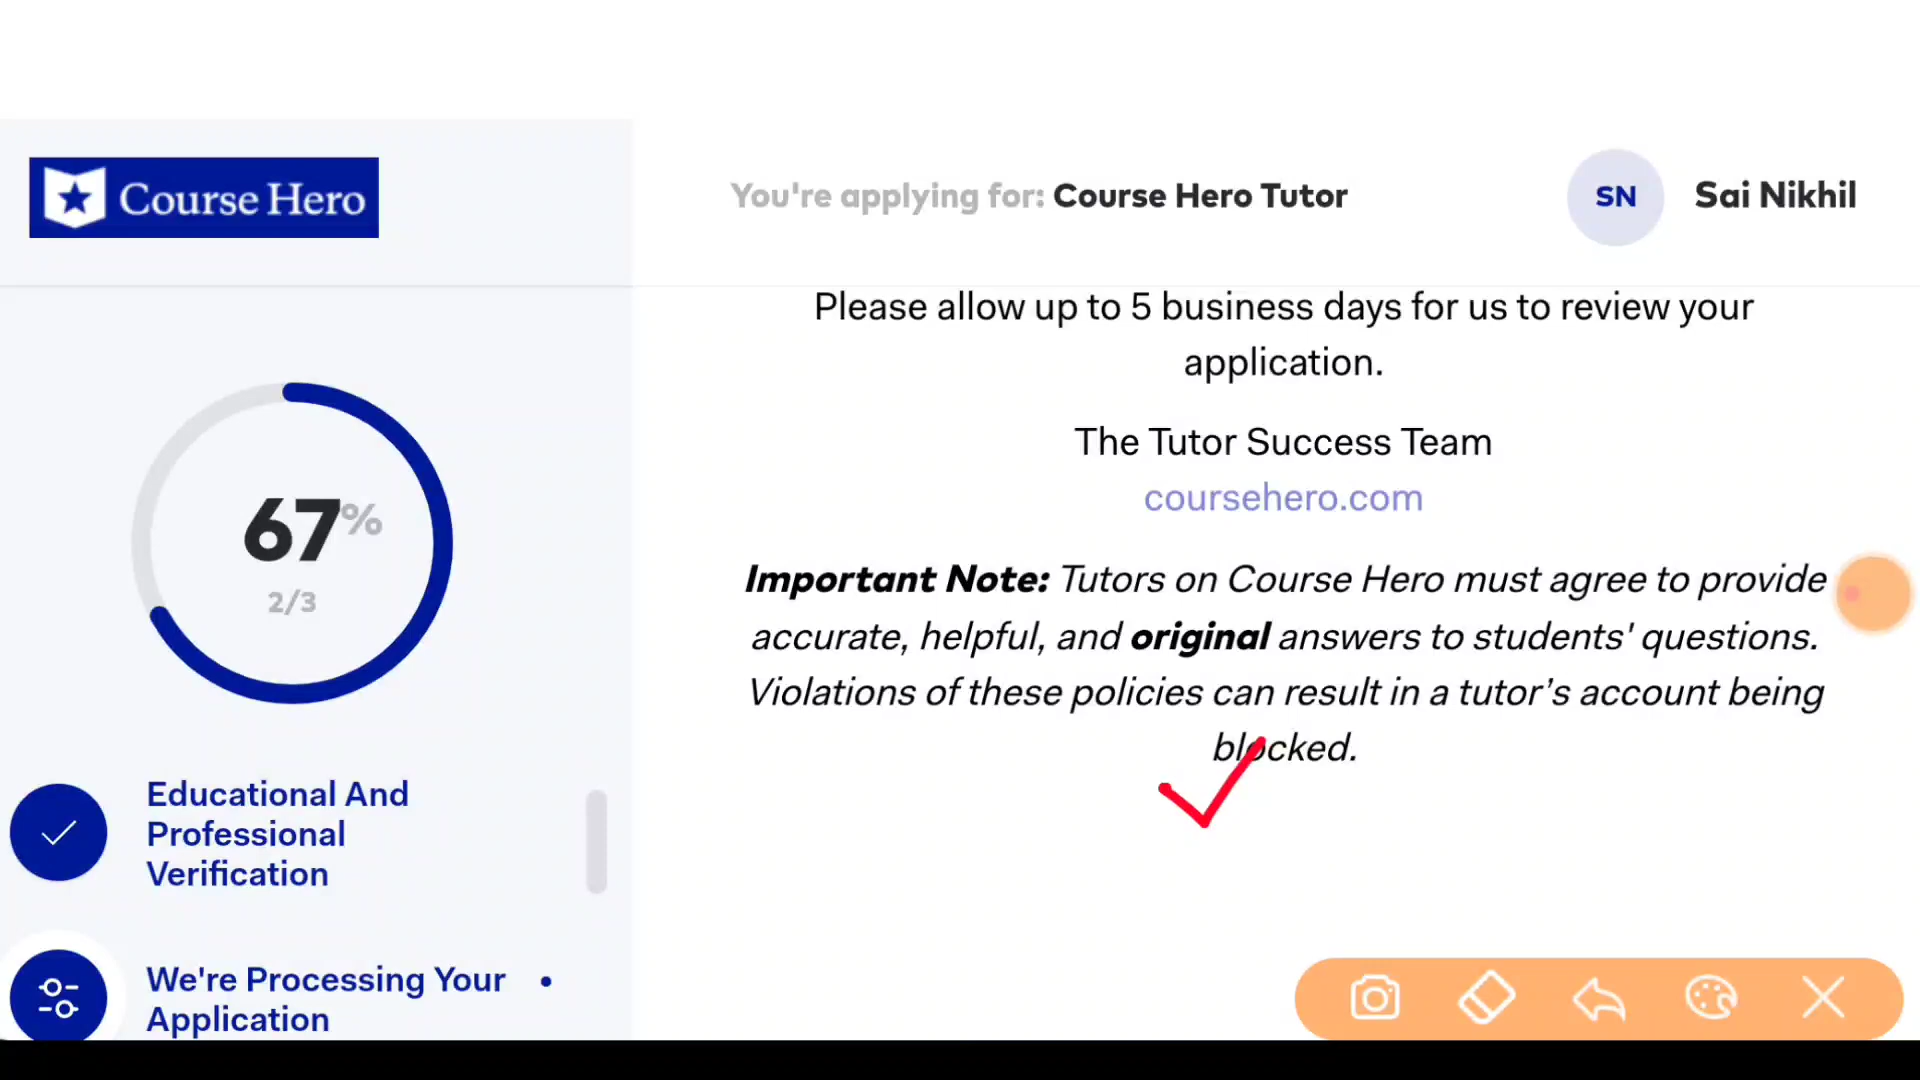 Course Hero
You're applying for: Course Hero Tutor
SN
Sai Nikhil
67%
2/3
Educational And
Professional
Verification
We're Processing Your
Application
Please allow up to 5 business days for us to review your
application.
The Tutor Success Team
coursehero.com
Important Note: Tutors on Course Hero must agree to provide
accurate, helpful, and original answers to students' questions.
Violations of these policies can result in a tutor’s account being
blocked.